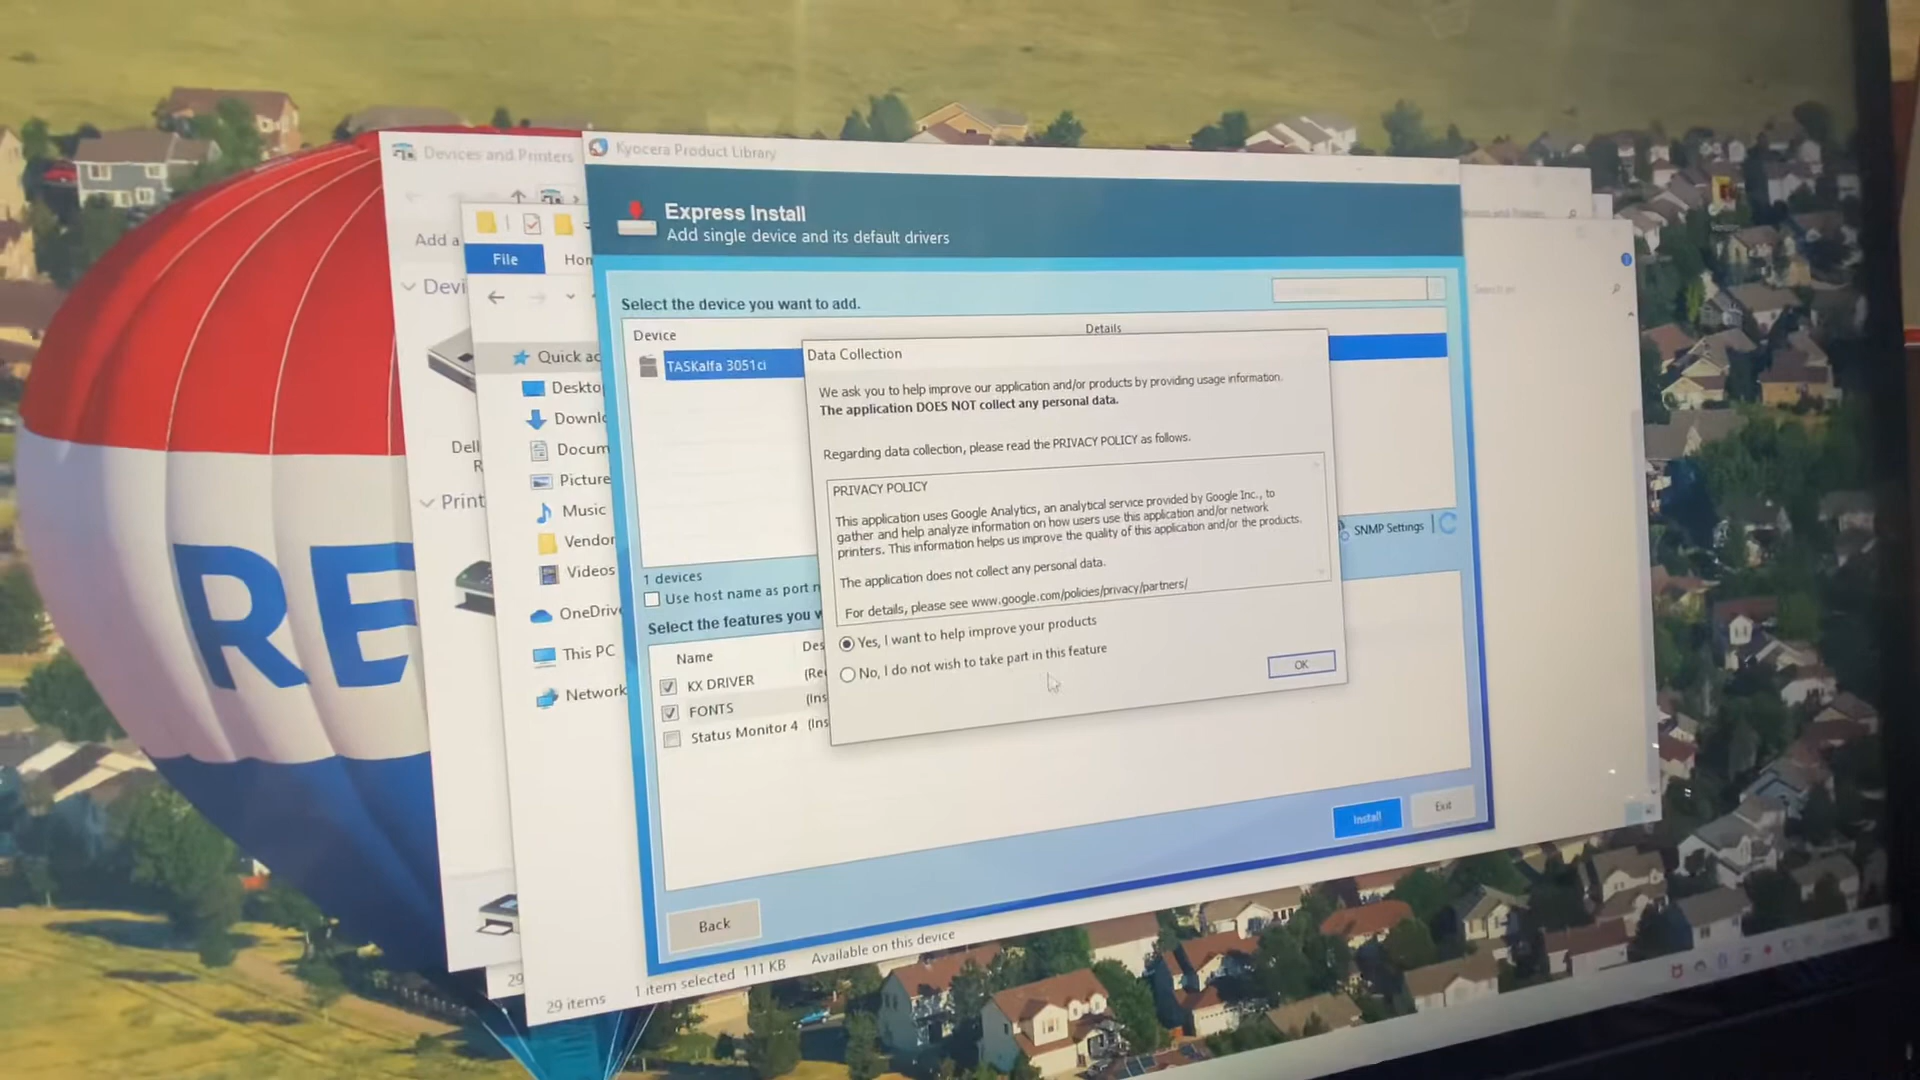 Devices and Printers
Kyocera Product Library
Express Install
Add single device and its default drivers
Add a
File
Hom
Devi
Select the device you want to add.
Device
Details
TASKalfa 3051ci
Quick ac
Deskto
Downlo
Docum
Picture
Music
Vendor
Videos
OneDrive
This PC
Network
Dell
R
Print
Data Collection
We ask you to help improve our application and/or products by providing usage information.
The application DOES NOT collect any personal data.
Regarding data collection, please read the PRIVACY POLICY as follows.
PRIVACY POLICY
This application uses Google Analytics, an analytical service provided by Google Inc., to
gather and help analyze information on how users use this application and/or network
printers. This information helps us improve the quality of this application and/or the products.
The application does not collect any personal data.
For details, please see www.google.com/policies/privacy/partners/
Yes, I want to help improve your products
No, I do not wish to take part in this feature
OK
SNMP Settings
1 devices
Use host name as port n
Select the features you w
Name
Des
KX DRIVER
(Re
FONTS
(Ins
Status Monitor 4
(Ins
Install
Exit
Back
29
29 items
1 item selected 111 KB
Available on this device
RE